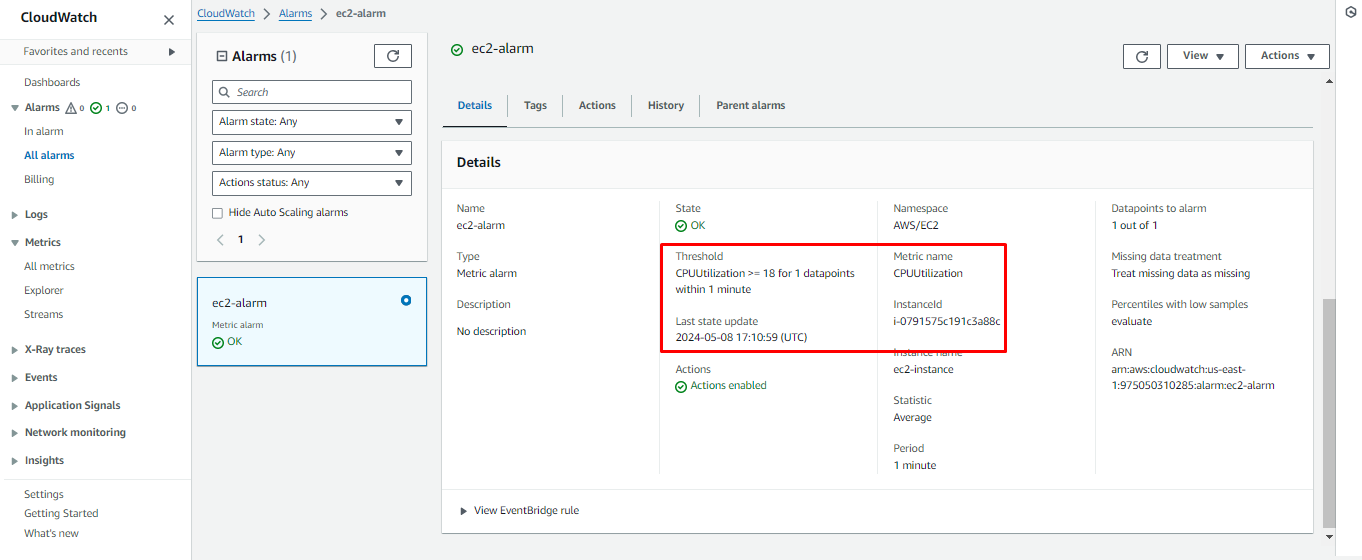 CloudWatch
Favorites and recents
Dashboards
Alarms 0 1 0
In alarm
All alarms
Billing
Logs
Metrics
All metrics
Explorer
Streams
X-Ray traces
Events
Application Signals
Network monitoring
Insights
Settings
Getting Started
What's new
CloudWatch > Alarms > ec2-alarm
Alarms (1)
Search
Alarm state: Any
Alarm type: Any
Actions status: Any
Hide Auto Scaling alarms
1
ec2-alarm
Metric alarm
OK
ec2-alarm
View
Actions
Details
Tags
Actions
History
Parent alarms
Details
Name
ec2-alarm
Type
Metric alarm
Description
No description
State
OK
Threshold
CPUUtilization >= 18 for 1 datapoints
within 1 minute
Last state update
2024-05-08 17:10:59 (UTC)
Actions
Actions enabled
Namespace
AWS/EC2
Metric name
CPUUtilization
InstanceId
i-0791575c191c3a88c
Instance name
ec2-instance
Statistic
Average
Period
1 minute
Datapoints to alarm
1 out of 1
Missing data treatment
Treat missing data as missing
Percentiles with low samples
evaluate
ARN
arn:aws:cloudwatch:us-east-
1:975050310285:alarm:ec2-alarm
View EventBridge rule